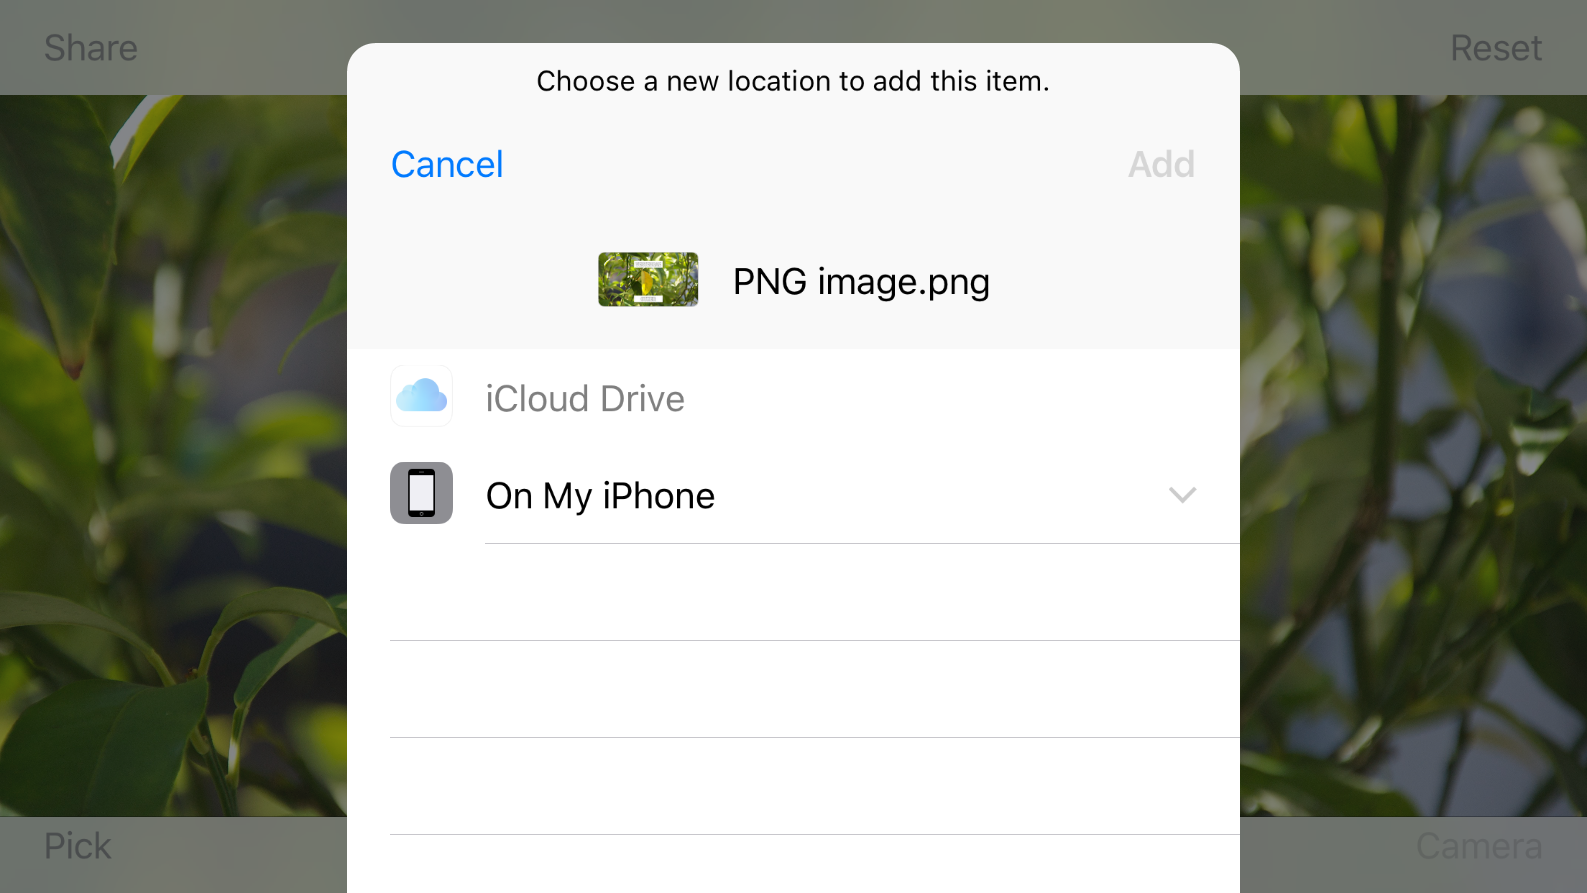 Share
Reset
Choose a new location to add this item.
Cancel
Add
PNG image.png
iCloud Drive
On My iPhone
Pick
Camera